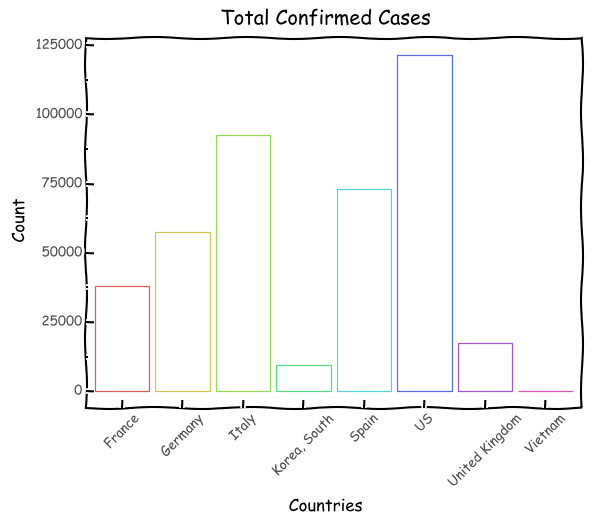 Total Confirmed Cases
125000
100000
75000
50000
25000
0
Count
France
Germany
Italy
Korea, South
Spain
US
United Kingdom
Vietnam
Countries